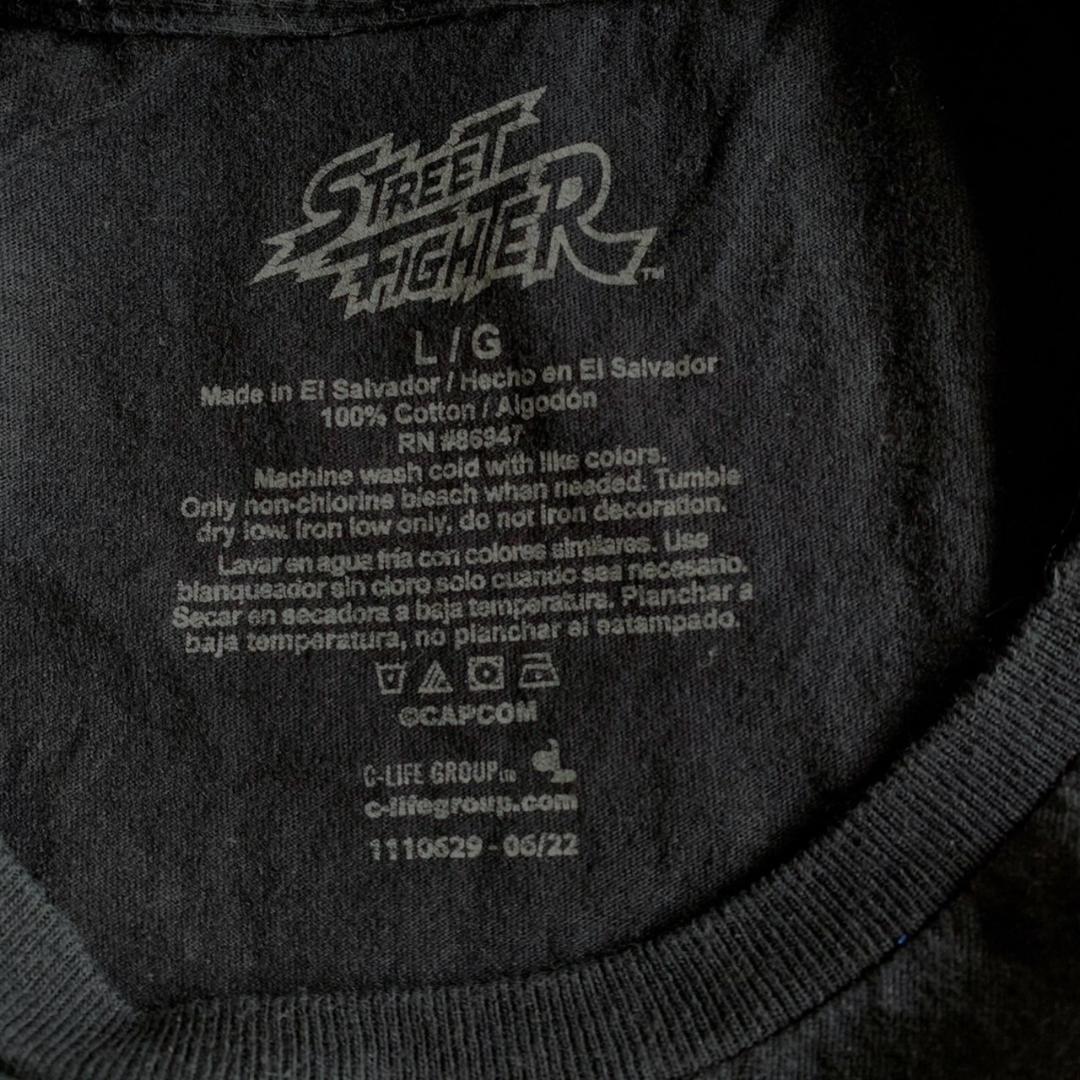 STREET
FIGHTER™
L / G
Made in El Salvador / Hecho en El Salvador
100% Cotton / Algodón
RN #86947
Machine wash cold with like colors.
Only non-chlorine bleach when needed. Tumble
dry low. Iron low only, do not iron decoration.
Lavar en agua fría con colores similares. Use
blanqueador sin cloro solo cuando sea necesario.
Secar en secadora a baja temperatura. Planchar a
baja temperatura, no planchar el estampado.
©CAPCOM
C-LIFE GROUP LTD
c-lifegroup.com
1110629 - 06/22